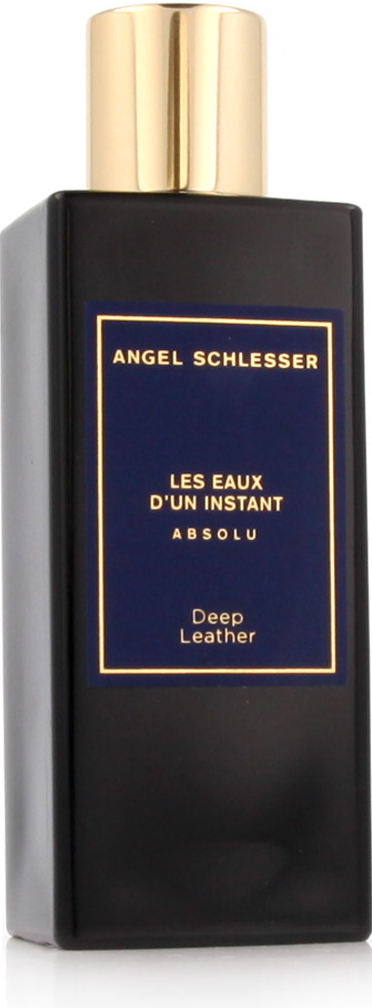 ANGEL SCHLESSER
LES EAUX
D'UN INSTANT
ABSOLU
Deep
Leather